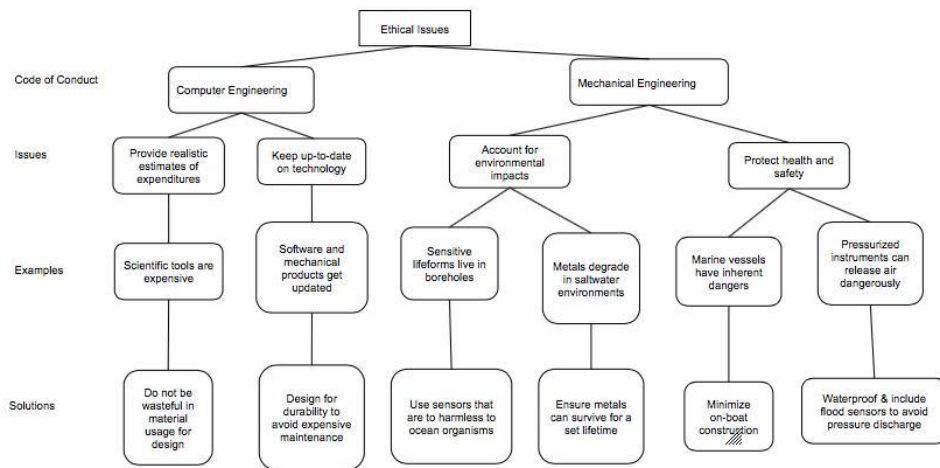 Ethical Issues
Code of Conduct
Computer Engineering
Mechanical Engineering
Issues
Provide realistic
estimates of
expenditures
Keep up-to-date
on technology
Account for
environmental
impacts
Protect health and
safety
Examples
Scientific tools are
expensive
Software and
mechanical
products get
updated
Sensitive
lifeforms live in
boreholes
Metals degrade
in saltwater
environments
Marine vessels
have inherent
dangers
Pressurized
instruments can
release air
dangerously
Solutions
Do not be
wasteful in
material
usage for
design
Design for
durability to
avoid expensive
maintenance
Use sensors that
are to harmless to
ocean organisms
Ensure metals
can suvive for a
set lifetime
Minimize
on-boat
construction
Waterproof & include
flood sensors to avoid
pressure discharge